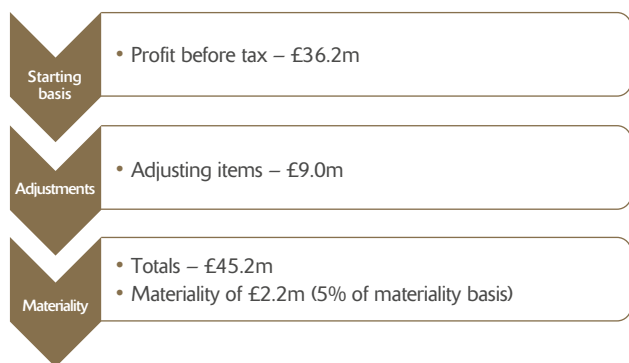 Starting
basis
• Profit before tax – £36.2m
Adjustments
• Adjusting items – £9.0m
Materiality
• Totals – £45.2m
• Materiality of £2.2m (5% of materiality basis)